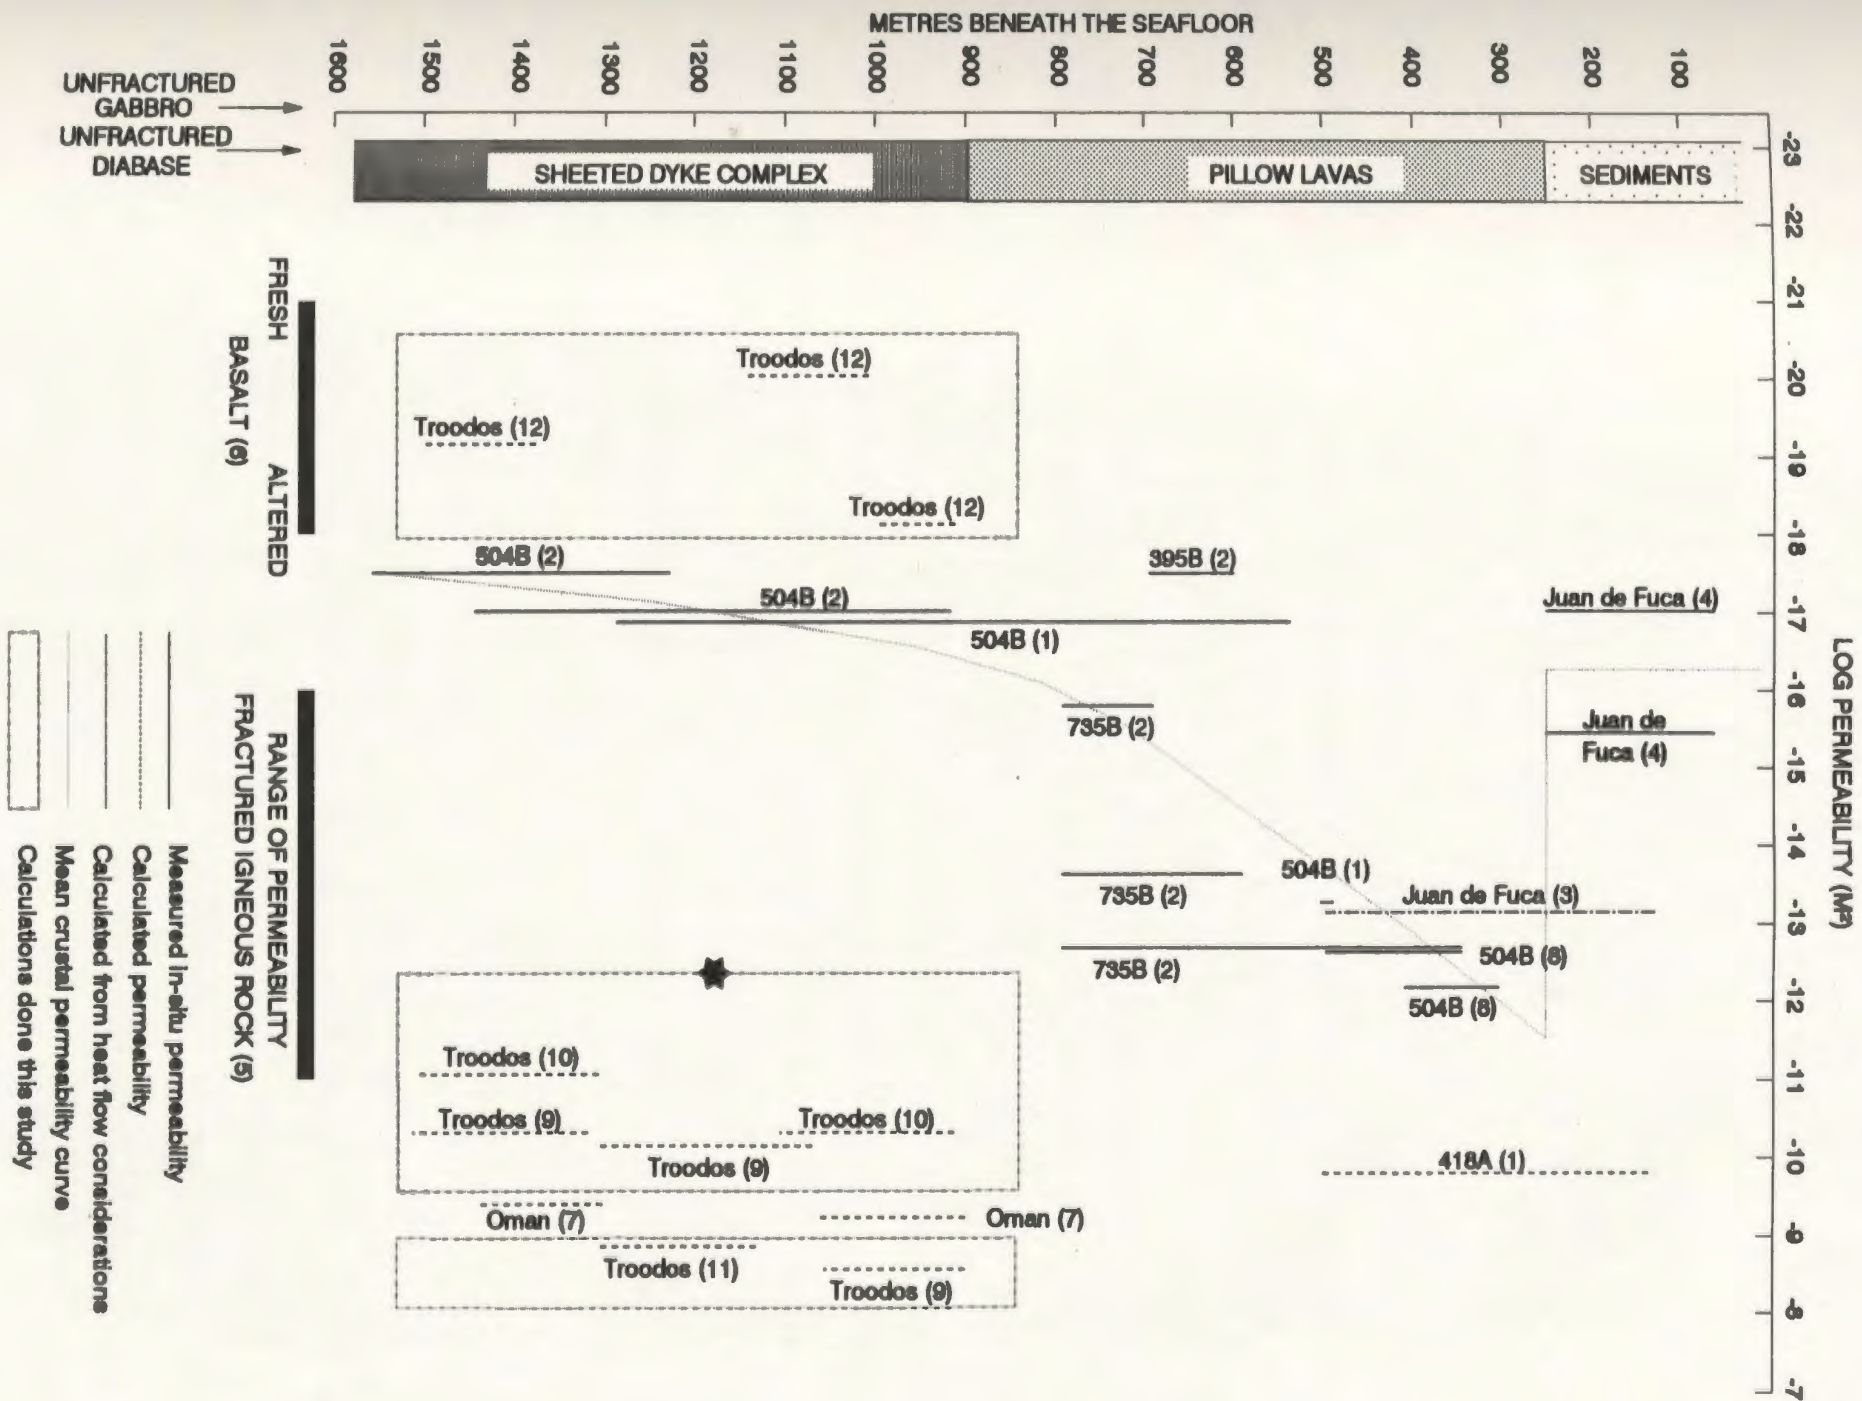 METRES BENEATH THE SEAFLOOR
1600
1500
1400
1300
1200
1100
1000
900
800
700
600
500
400
300
200
100
UNFRACTURED
GABBRO
UNFRACTURED
DIABASE
SHEETED DYKE COMPLEX
PILLOW LAVAS
SEDIMENTS
-23
-22
-21
-20
-19
-18
-17
-16
-15
-14
-13
-12
-11
-10
-9
-8
-7
LOG PERMEABILITY (M²)
FRESH
ALTERED
BASALT (6)
RANGE OF PERMEABILITY
FRACTURED IGNEOUS ROCK (5)
Troodos (12)
Troodos (12)
Troodos (12)
504B (2)
395B (2)
504B (2)
Juan de Fuca (4)
504B (1)
735B (2)
Juan de
Fuca (4)
504B (1)
735B (2)
Juan de Fuca (3)
735B (2)
504B (8)
504B (8)
Troodos (10)
Troodos (9)
Troodos (10)
Troodos (9)
418A (1)
Oman (7)
Oman (7)
Troodos (11)
Troodos (9)
Measured in-situ permeability
Calculated permeability
Calculated from heat flow considerations
Mean crustal permeability curve
Calculations done this study